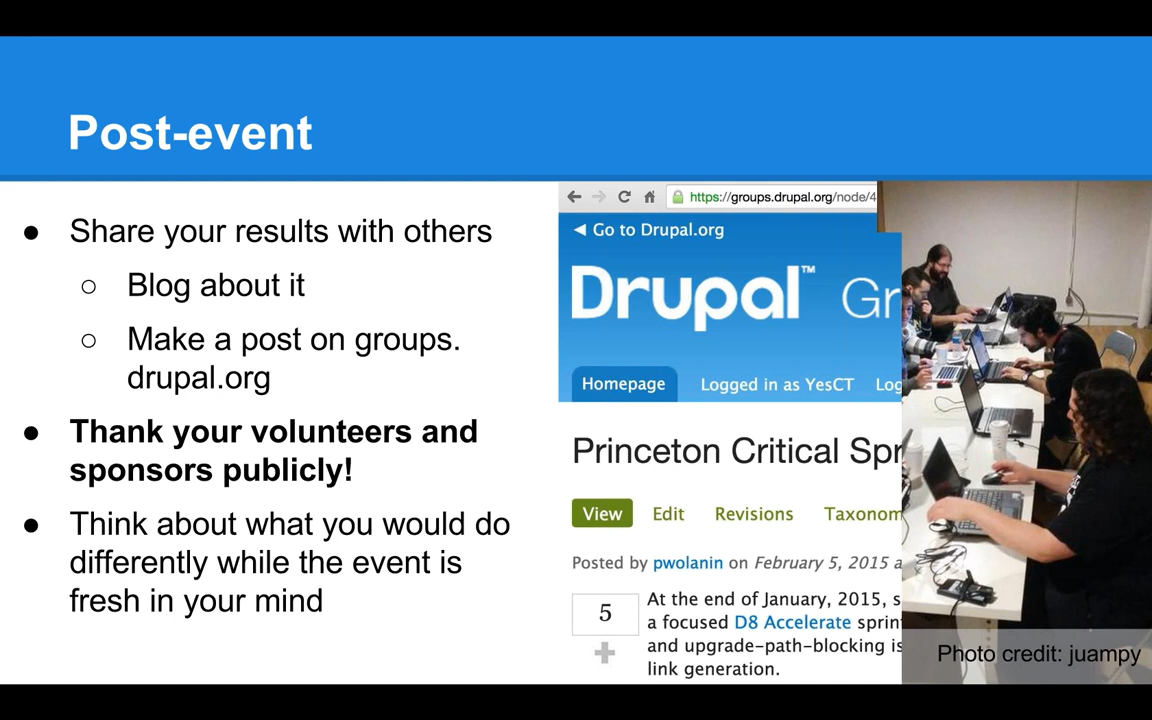 Post-event
● Share your results with others
○ Blog about it
○ Make a post on groups.
drupal.org
● Thank your volunteers and
sponsors publicly!
● Think about what you would do
differently while the event is
fresh in your mind
https://groups.drupal.org/node/4
◀ Go to Drupal.org
Drupal™ Gr
Homepage Logged in as YesCT Log
Princeton Critical Spr
View Edit Revisions Taxonom
Posted by pwolanin on February 5, 2015 a
5
At the end of January, 2015, s
a focused D8 Accelerate sprin
and upgrade-path-blocking is
link generation.
Photo credit: juampy